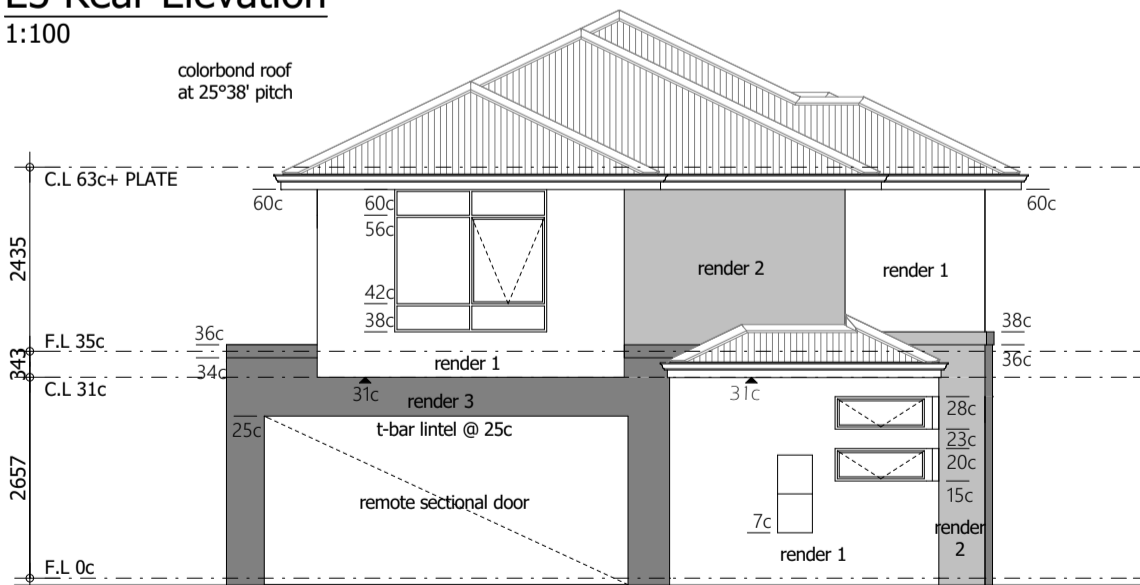 E3 Rear Elevation
1:100
colorbond roof
at 25°38' pitch
C.L 63c+ PLATE
60c
60c
60c
56c
2435
render 2
render 1
42c
38c
38c
36c
F.L 35c
36c
343
34c
render 1
C.L 31c
31c
31c
render 3
28c
25c
t-bar lintel @ 25c
23c
20c
2657
15c
remote sectional door
7c
render
2
render 1
F.L 0c